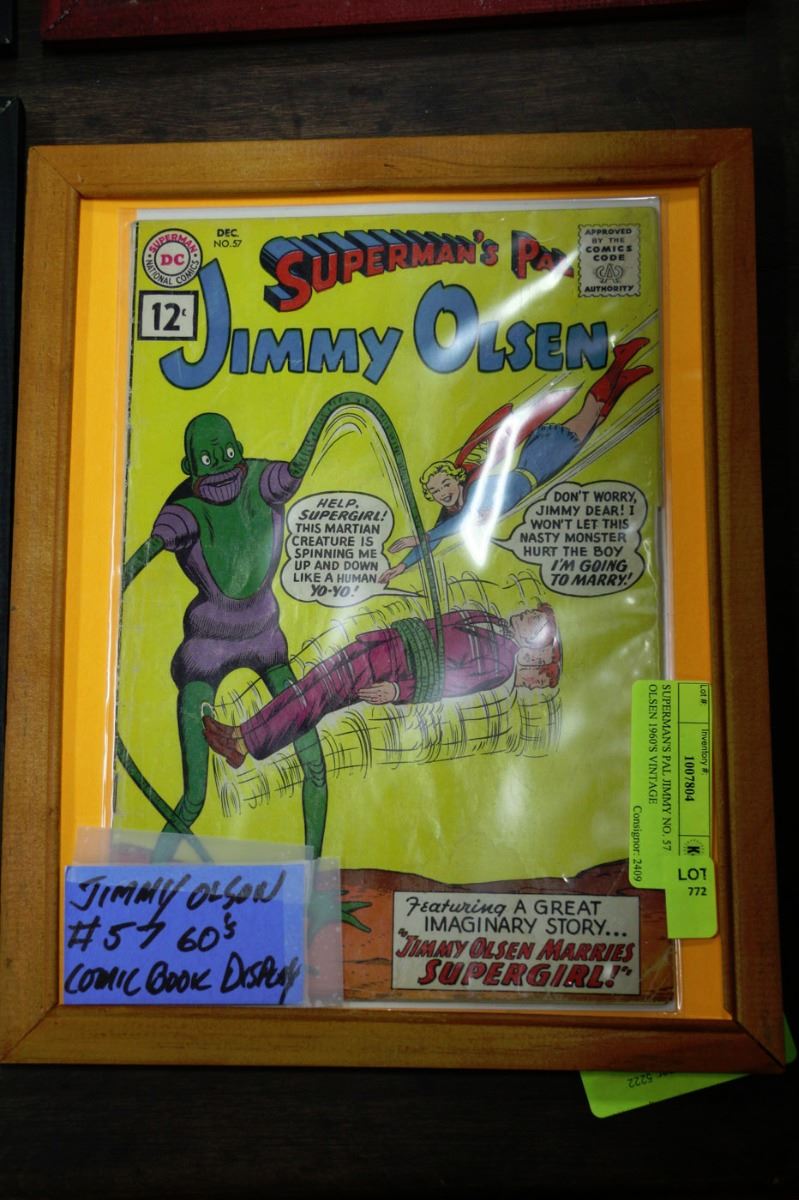 SUPERMAN
DC
NATIONAL COMICS
DEC.
NO.57
12¢
SUPERMAN'S PAL
JIMMY OLSEN
APPROVED
BY THE
COMICS
CODE
CA
AUTHORITY
HELP,
SUPERGIRL!
THIS MARTIAN
CREATURE IS
SPINNING ME
UP AND DOWN
LIKE A HUMAN
YO-YO!
DON'T WORRY,
JIMMY DEAR! I
WON'T LET THIS
NASTY MONSTER
HURT THE BOY
I'M GOING
TO MARRY!
Featuring A GREAT
IMAGINARY STORY...
"JIMMY OLSEN MARRIES
SUPERGIRL!"
JIMMY OLSON
#57 60's
COMIC BOOK DISPLAY
Lot #:
Inventory #:
1007804
K
SUPERMAN'S PAL JIMMY NO. 57
OLSEN 1960'S VINTAGE
Consignor: 2409
LOT
772
5222